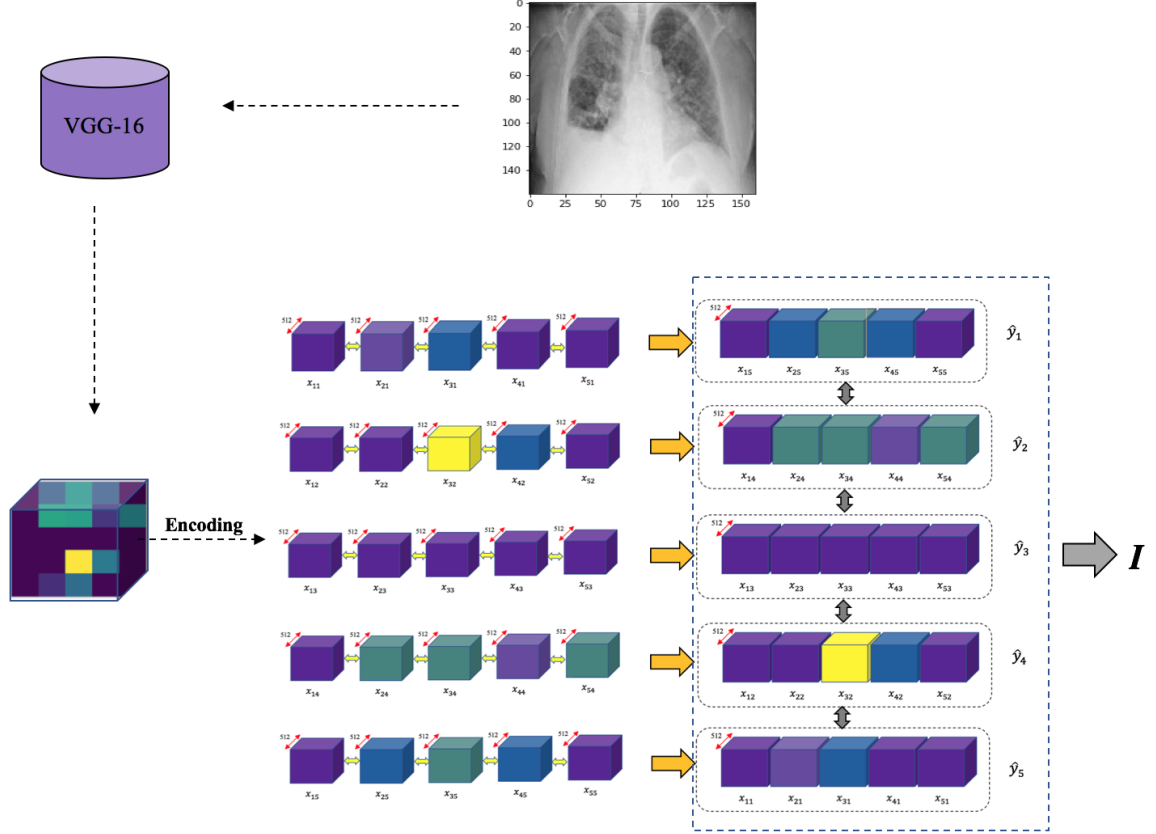 0
20
40
60
80
100
120
140
0 25 50 75 100 125 150
VGG-16
Encoding
512 512 512 512 512
x₁₁ x₂₁ x₃₁ x₄₁ x₅₁
512
x₁₅ x₂₅ x₃₅ x₄₅ x₅₅
ŷ₁
512 512 512 512 512
x₁₂ x₂₂ x₃₂ x₄₂ x₅₂
512
x₁₄ x₂₄ x₃₄ x₄₄ x₅₄
ŷ₂
512 512 512 512 512
x₁₃ x₂₃ x₃₃ x₄₃ x₅₃
512
x₁₃ x₂₃ x₃₃ x₄₃ x₅₃
ŷ₃
I
512 512 512 512 512
x₁₄ x₂₄ x₃₄ x₄₄ x₅₄
512
x₁₂ x₂₂ x₃₂ x₄₂ x₅₂
ŷ₄
512 512 512 512 512
x₁₅ x₂₅ x₃₅ x₄₅ x₅₅
512
x₁₁ x₂₁ x₃₁ x₄₁ x₅₁
ŷ₅